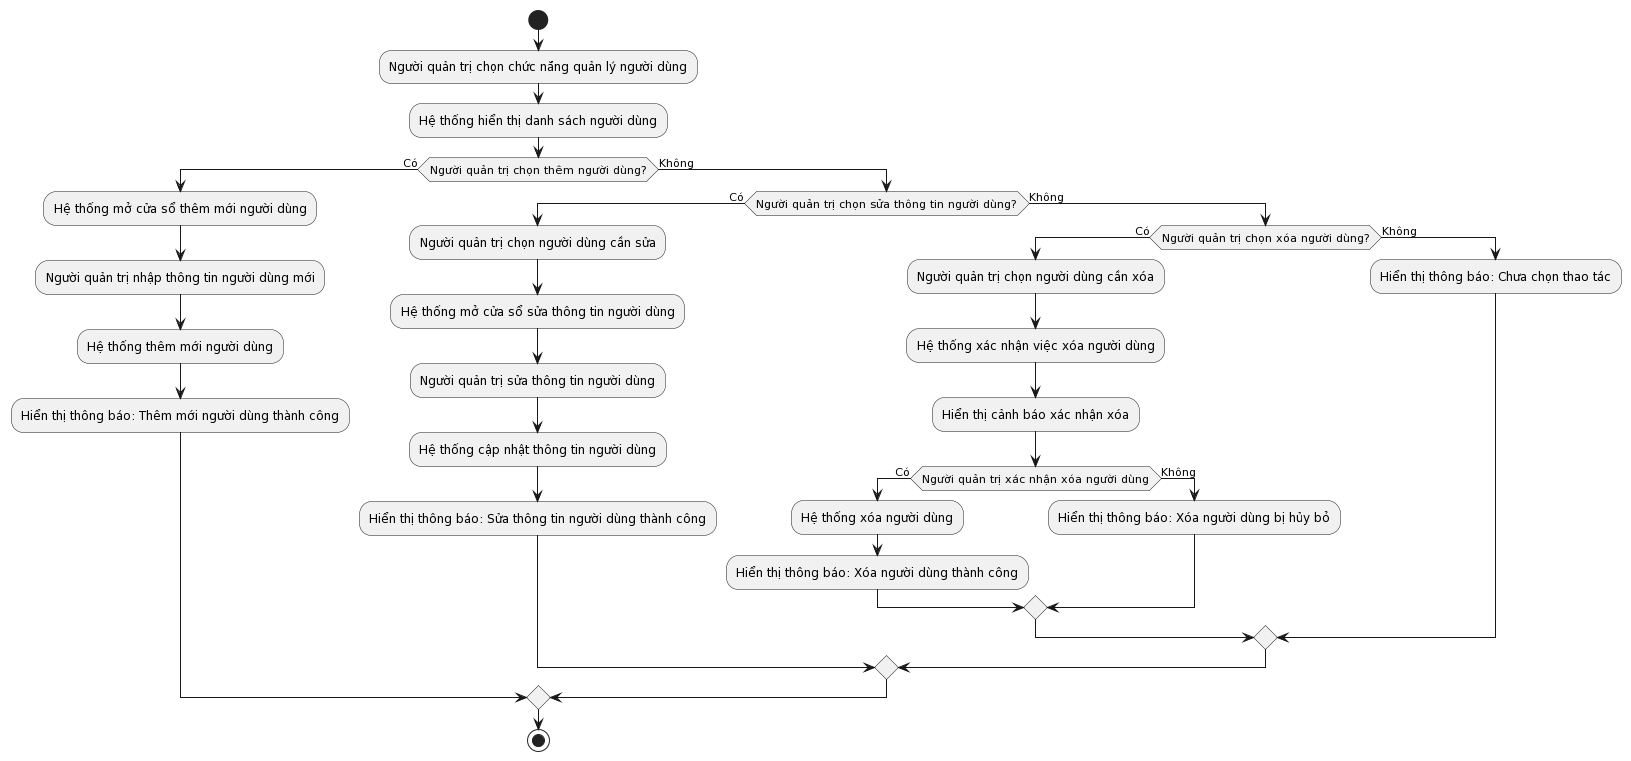 Người quản trị chọn chức năng quản lý người dùng
Hệ thống hiển thị danh sách người dùng
Có
Người quản trị chọn thêm người dùng?
Không
Hệ thống mở cửa sổ thêm mới người dùng
Người quản trị nhập thông tin người dùng mới
Hệ thống thêm mới người dùng
Hiển thị thông báo: Thêm mới người dùng thành công
Có
Người quản trị chọn sửa thông tin người dùng?
Không
Người quản trị chọn người dùng cần sửa
Hệ thống mở cửa sổ sửa thông tin người dùng
Người quản trị sửa thông tin người dùng
Hệ thống cập nhật thông tin người dùng
Hiển thị thông báo: Sửa thông tin người dùng thành công
Có
Người quản trị chọn xóa người dùng?
Không
Người quản trị chọn người dùng cần xóa
Hệ thống xác nhận việc xóa người dùng
Hiển thị cảnh báo xác nhận xóa
Có
Người quản trị xác nhận xóa người dùng
Không
Hệ thống xóa người dùng
Hiển thị thông báo: Xóa người dùng thành công
Hiển thị thông báo: Xóa người dùng bị hủy bỏ
Hiển thị thông báo: Chưa chọn thao tác